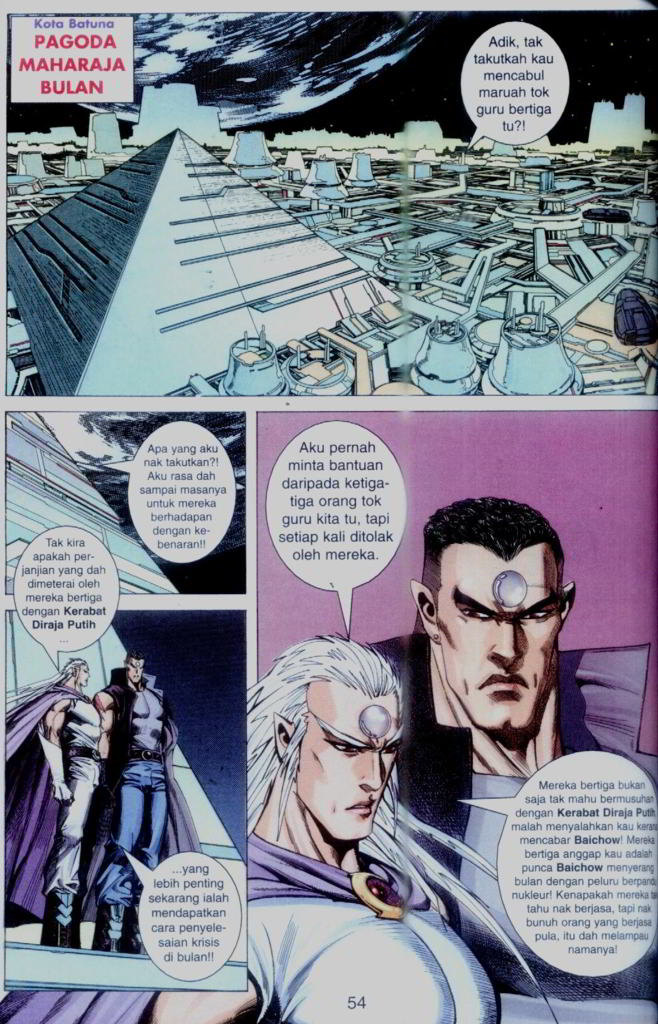 Kota Batuna
PAGODA
MAHARAJA
BULAN
Adik, tak
takutkah kau
mencabul
maruah tok
guru bertiga
tu?!
Apa yang aku
nak takutkan?!
Aku rasa dah
sampai masanya
untuk mereka
berhadapan
dengan ke-
benaran!!
Tak kira
apakah per-
janjian yang dah
dimeterai oleh
mereka bertiga
dengan Kerabat
Diraja Putih
...
...yang
lebih penting
sekarang ialah
mendapatkan
cara penyele-
saian krisis
di bulan!!
Aku pernah
minta bantuan
daripada ketiga-
tiga orang tok
guru kita tu, tapi
setiap kali ditolak
oleh mereka.
Mereka bertiga bukan
saja tak mahu bermusuhan
dengan Kerabat Diraja Putih
malah menyalahkan kau kerana
mencabar Baichow! Mereka
bertiga anggap kau adalah
punca Baichow menyerang
bulan dengan peluru berpandu
nukleur! Kenapakah mereka tak
tahu nak berjasa, tapi nak
bunuh orang yang berjasa
pula, itu dah melampau
namanya!
54